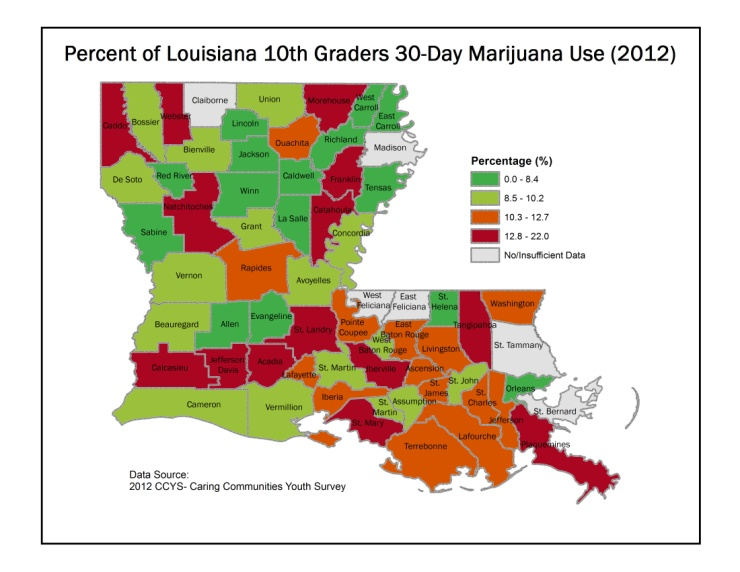 Percent of Louisiana 10th Graders 30-Day Marijuana Use (2012)
Claiborne
Union
Morehouse
West
Carroll
East
Carroll
Caddo
Bossier
Webster
Lincoln
Ouachita
Richland
Madison
Bienville
Jackson
De Soto
Red River
Caldwell
Franklin
Tensas
Winn
Natchitoches
La Salle
Catahoula
Sabine
Grant
Concordia
Vernon
Rapides
Avoyelles
West
Feliciana
East
Feliciana
St.
Helena
Washington
Beauregard
Allen
Evangeline
St. Landry
Pointe
Coupee
East
Baton Rouge
West
Baton Rouge
Livingston
Tangipahoa
St. Tammany
Calcasieu
Jefferson
Davis
Acadia
Lafayette
St. Martin
Iberville
Ascension
St.
James
St. John
St.
Charles
Orleans
Cameron
Vermillion
Iberia
St.
Martin
Assumption
St. Mary
Jefferson
St. Bernard
Terrebonne
Lafourche
Plaquemines
Percentage (%)
0.0 - 8.4
8.5 - 10.2
10.3 - 12.7
12.8 - 22.0
No/Insufficient Data
Data Source:
2012 CCYS- Caring Communities Youth Survey